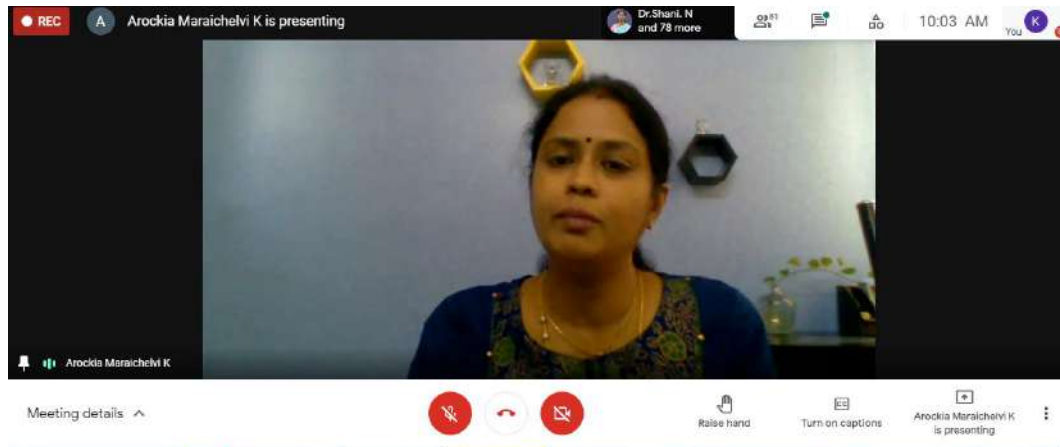 REC
A
Arockia Maraichelvi K is presenting
Dr.Shani. N
and 78 more
81
10:03 AM
You
K
Arockia Maraichelvi K
Meeting details
Raise hand
CC
Turn on captions
Arockia Maraichelvi K
is presenting